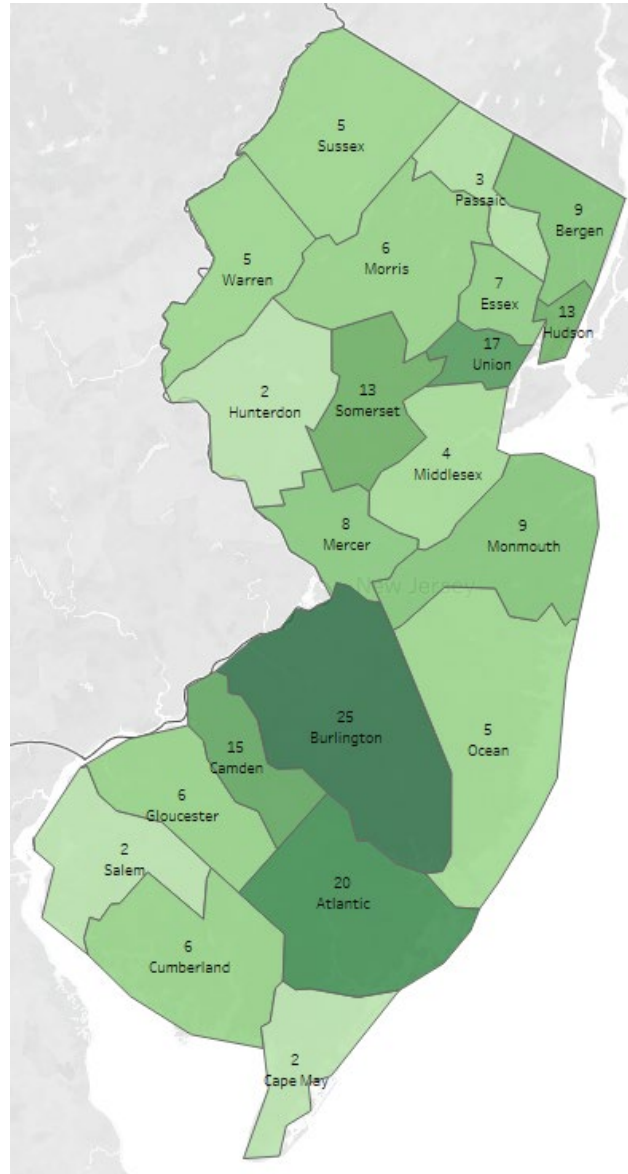 5
Sussex
3
Passaic
9
Bergen
5
Warren
6
Morris
7
Essex
13
Hudson
17
Union
2
Hunterdon
13
Somerset
4
Middlesex
8
Mercer
9
Monmouth
New Jersey
25
Burlington
5
Ocean
15
Camden
6
Gloucester
2
Salem
20
Atlantic
6
Cumberland
2
Cape May